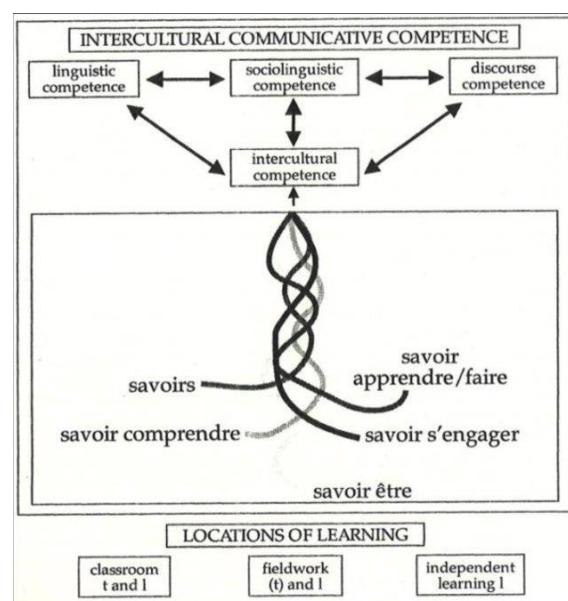 INTERCULTURAL COMMUNICATIVE COMPETENCE
linguistic
competence
sociolinguistic
competence
discourse
competence
intercultural
competence
savoir
apprendre/faire
savoirs
savoir comprendre
savoir s'engager
savoir être
LOCATIONS OF LEARNING
classroom
t and l
fieldwork
(t) and l
independent
learning l